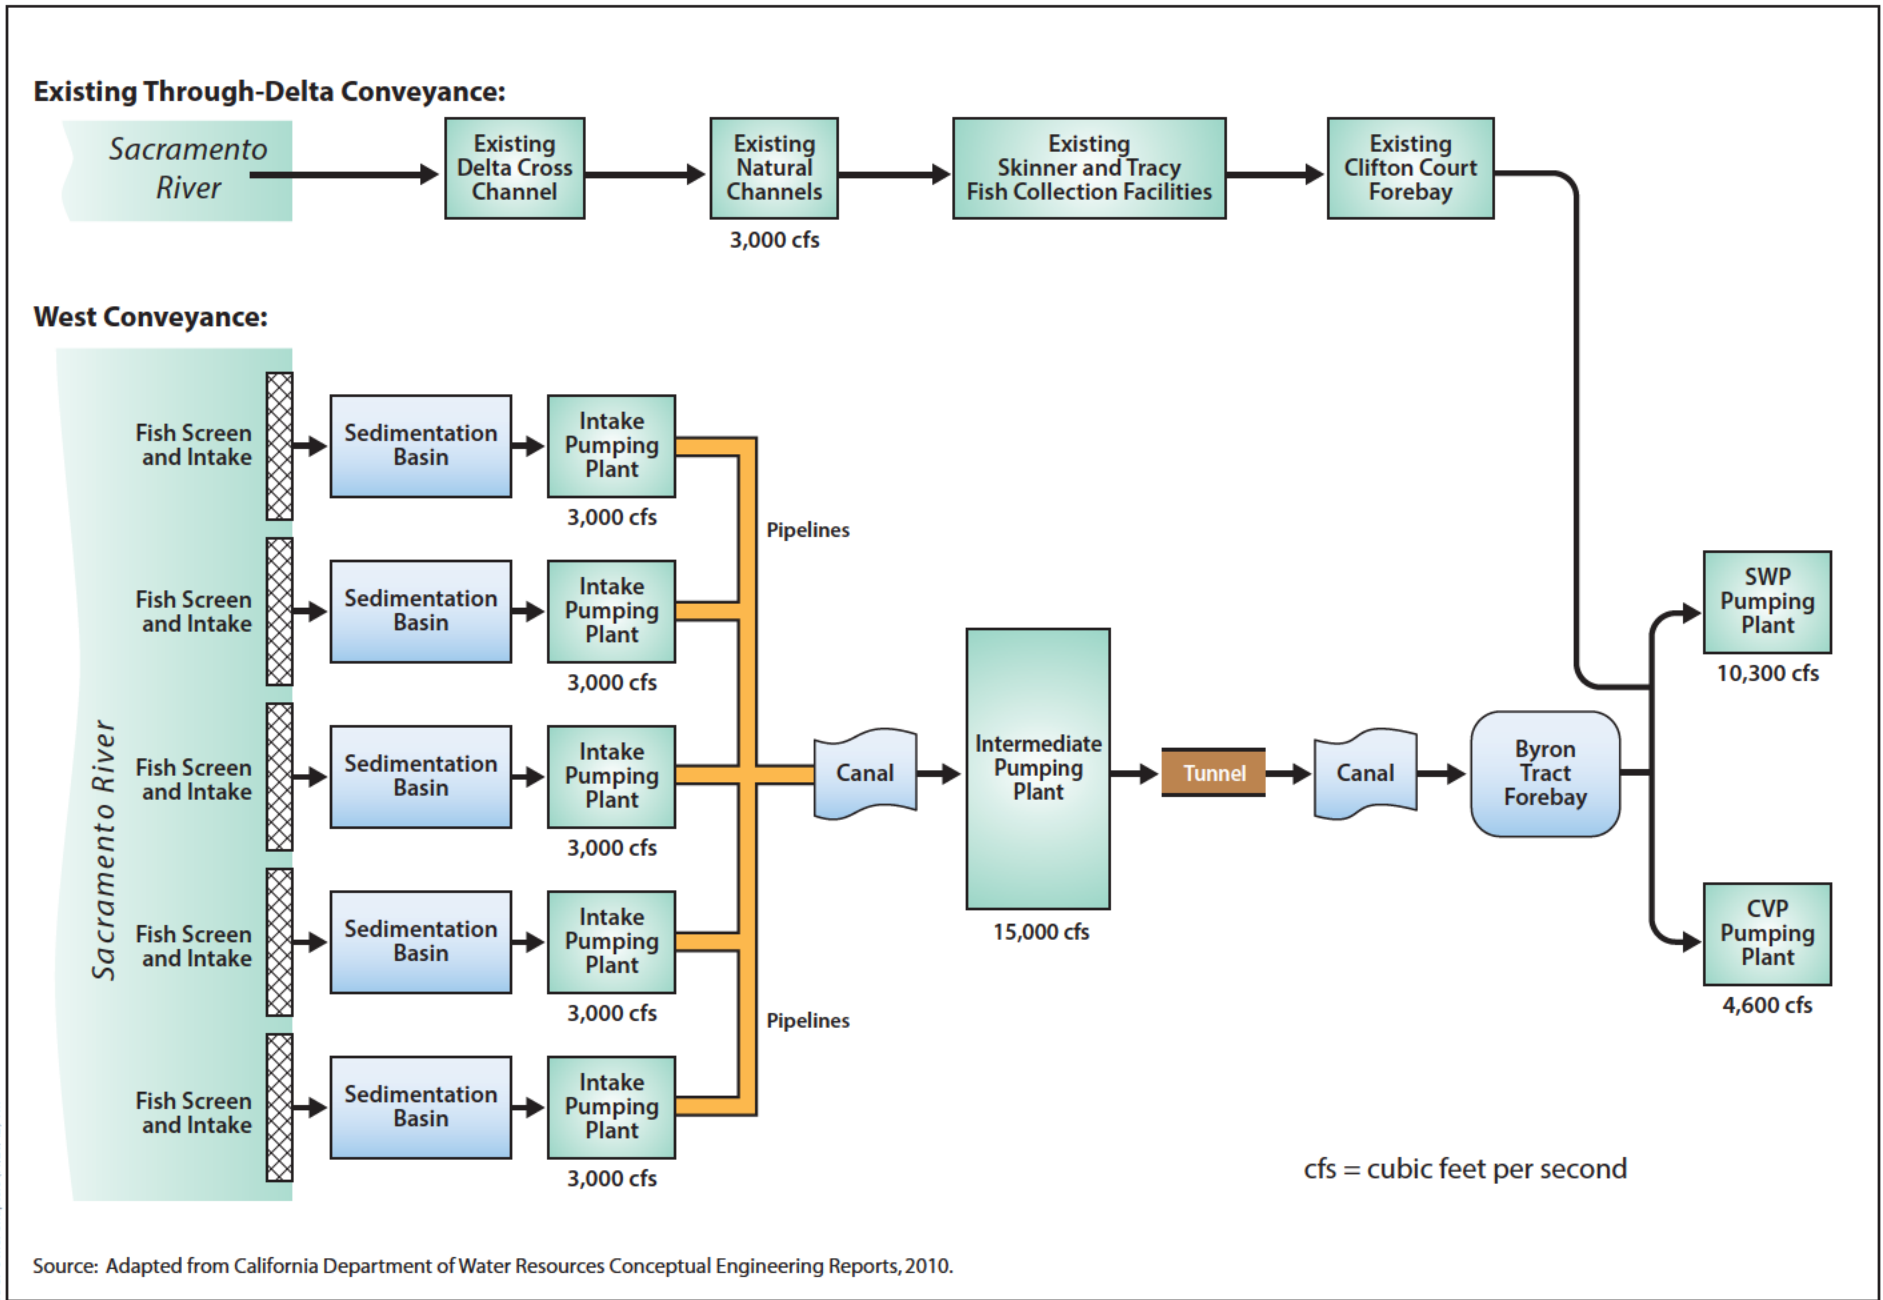 Existing Through-Delta Conveyance:
Sacramento
River
Existing
Delta Cross
Channel
Existing
Natural
Channels
3,000 cfs
Existing
Skinner and Tracy
Fish Collection Facilities
Existing
Clifton Court
Forebay
West Conveyance:
Sacramento River
Fish Screen
and Intake
Sedimentation
Basin
Intake
Pumping
Plant
3,000 cfs
Pipelines
Fish Screen
and Intake
Sedimentation
Basin
Intake
Pumping
Plant
3,000 cfs
Fish Screen
and Intake
Sedimentation
Basin
Intake
Pumping
Plant
3,000 cfs
Fish Screen
and Intake
Sedimentation
Basin
Intake
Pumping
Plant
3,000 cfs
Pipelines
Fish Screen
and Intake
Sedimentation
Basin
Intake
Pumping
Plant
3,000 cfs
Canal
Intermediate
Pumping
Plant
15,000 cfs
Tunnel
Canal
Byron
Tract
Forebay
SWP
Pumping
Plant
10,300 cfs
CVP
Pumping
Plant
4,600 cfs
cfs = cubic feet per second
Source: Adapted from California Department of Water Resources Conceptual Engineering Reports, 2010.